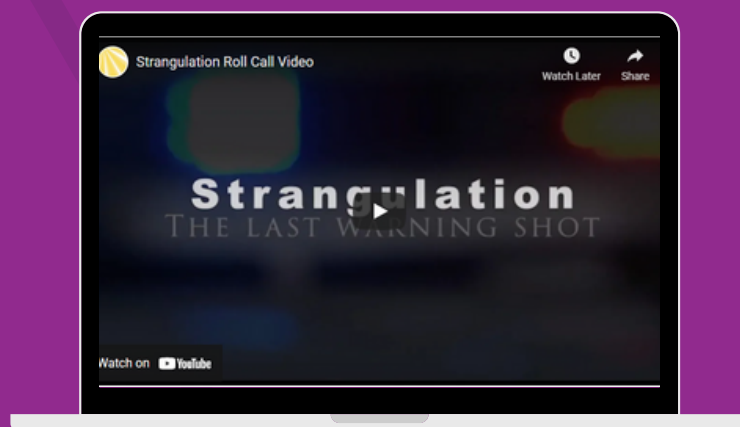 Strangulation Roll Call Video
Watch Later
Share
Strangulation
THE LAST WARNING SHOT
Watch on YouTube